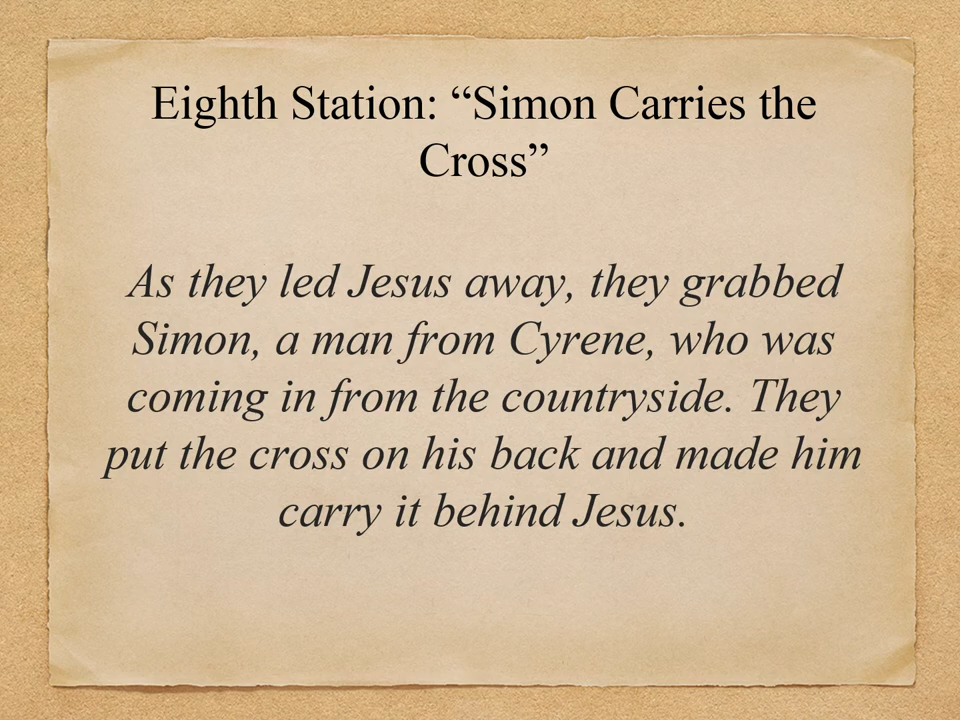 Eighth Station: “Simon Carries the
Cross”
As they led Jesus away, they grabbed
Simon, a man from Cyrene, who was
coming in from the countryside. They
put the cross on his back and made him
carry it behind Jesus.